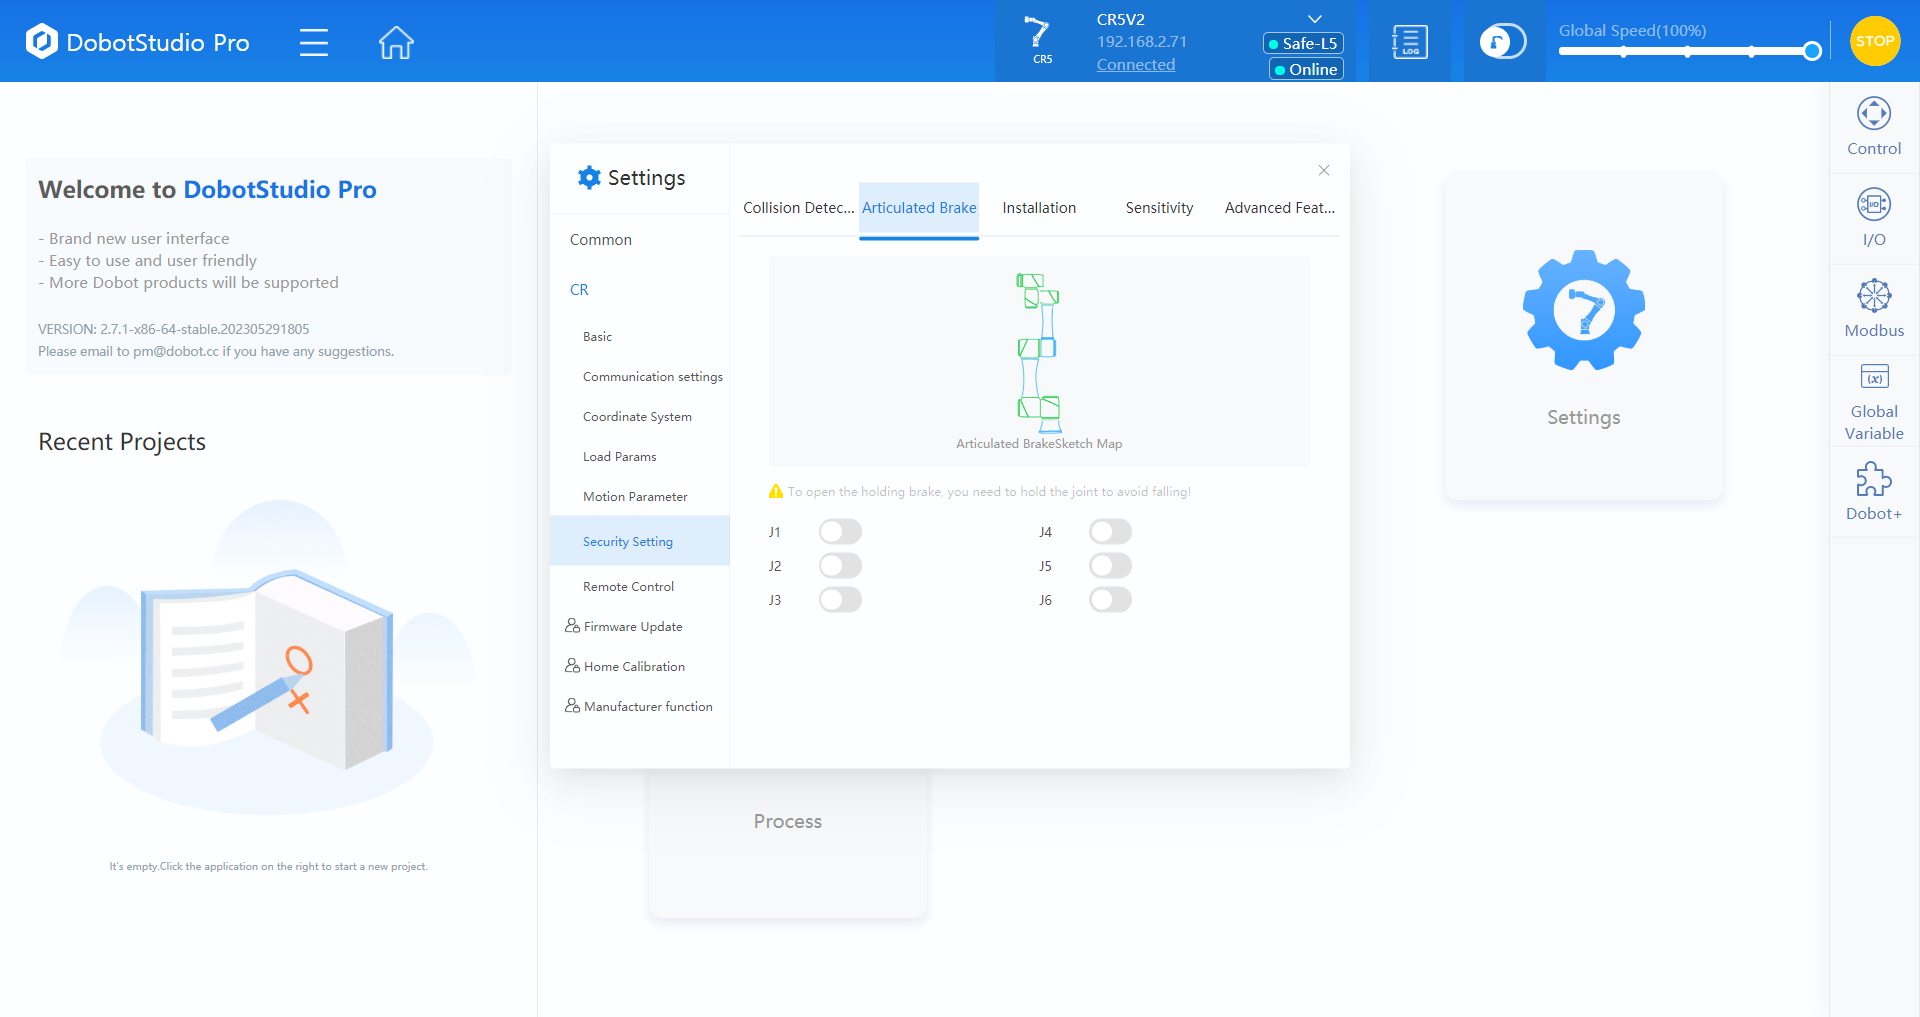 DobotStudio Pro
CR5
CR5V2
192.168.2.71
Connected
Safe-L5
Online
LOG
Global Speed(100%)
STOP
Welcome to DobotStudio Pro
- Brand new user interface
- Easy to use and user friendly
- More Dobot products will be supported
VERSION: 2.7.1-x86-64-stable.202305291805
Please email to pm@dobot.cc if you have any suggestions.
Recent Projects
It's empty.Click the application on the right to start a new project.
Settings
Common
CR
Basic
Communication settings
Coordinate System
Load Params
Motion Parameter
Security Setting
Remote Control
Firmware Update
Home Calibration
Manufacturer function
Collision Detec... Articulated Brake Installation Sensitivity Advanced Feat...
Articulated BrakeSketch Map
To open the holding brake, you need to hold the joint to avoid falling!
J1 J4
J2 J5
J3 J6
Process
Settings
Control
I/O
I/O
Modbus
(x)
Global
Variable
Dobot+